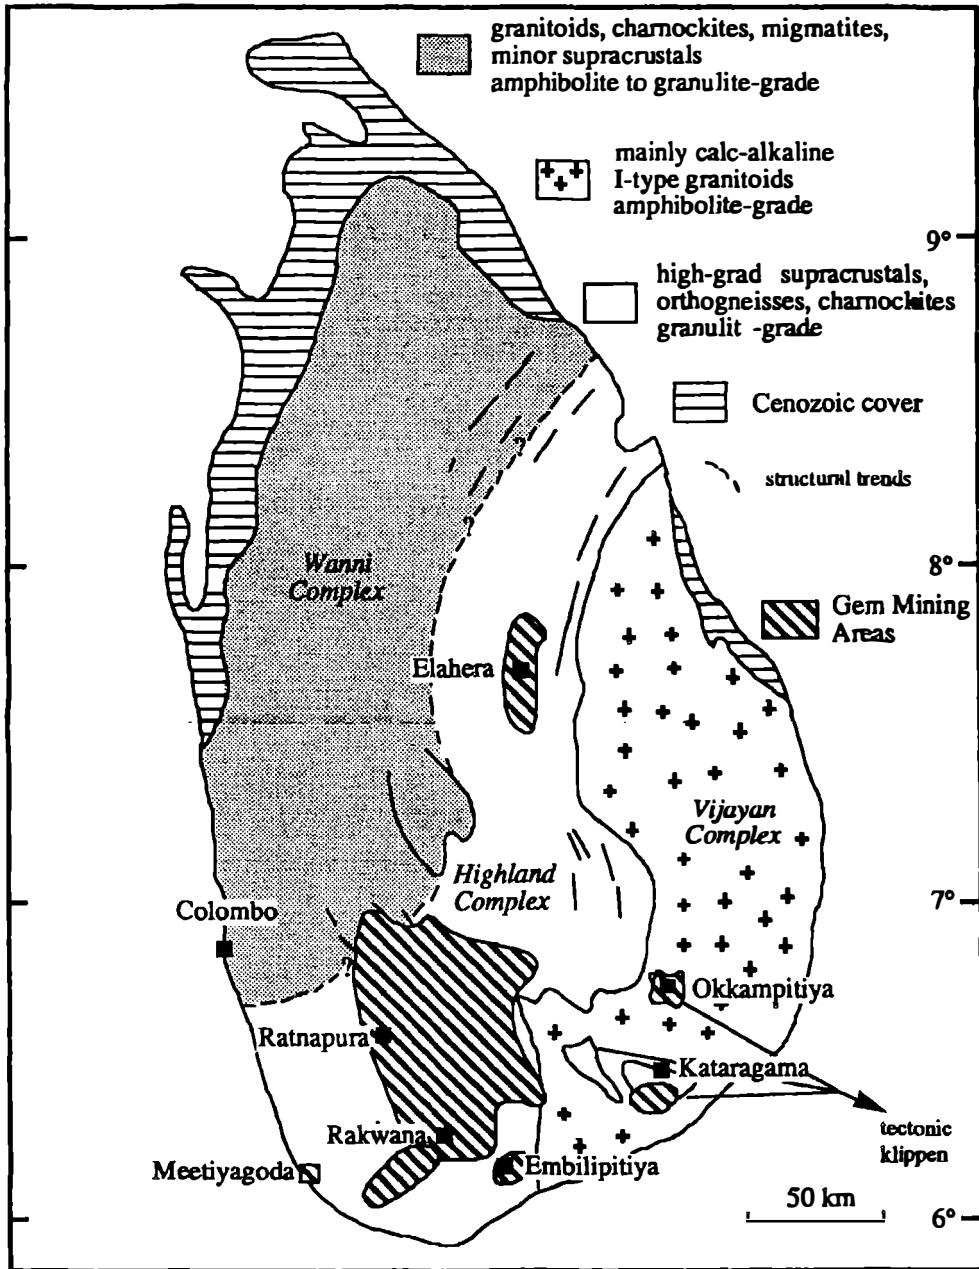 granitoids, charnockites, migmatites,
minor supracrustals
amphibolite to granulite-grade
mainly calc-alkaline
I-type granitoids
amphibolite-grade
9°
high-grad supracrustals,
orthogneisses, charnockites
granulit -grade
Cenozoic cover
?
structural trends
?
8°
Wanni
Complex
Gem Mining
Areas
Elahera
Vijayan
Complex
Highland
Complex
7°
Colombo
?
Okkampitiya
Ratnapura
Kataragama
Rakwana
tectonic
klippen
Meetiyagoda
Embilipitiya
50 km
6°